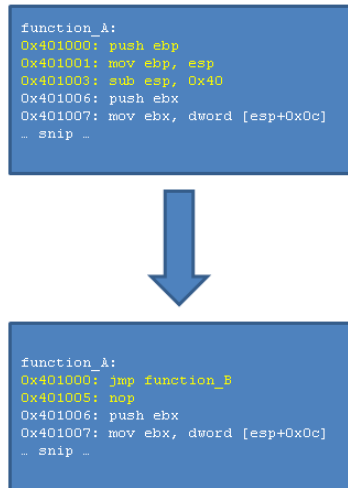 function_A:
0x401000: push ebp
0x401001: mov ebp, esp
0x401003: sub esp, 0x40
0x401006: push ebx
0x401007: mov ebx, dword [esp+0x0c]
… snip …
function_A:
0x401000: jmp function_B
0x401005: nop
0x401006: push ebx
0x401007: mov ebx, dword [esp+0x0c]
… snip …